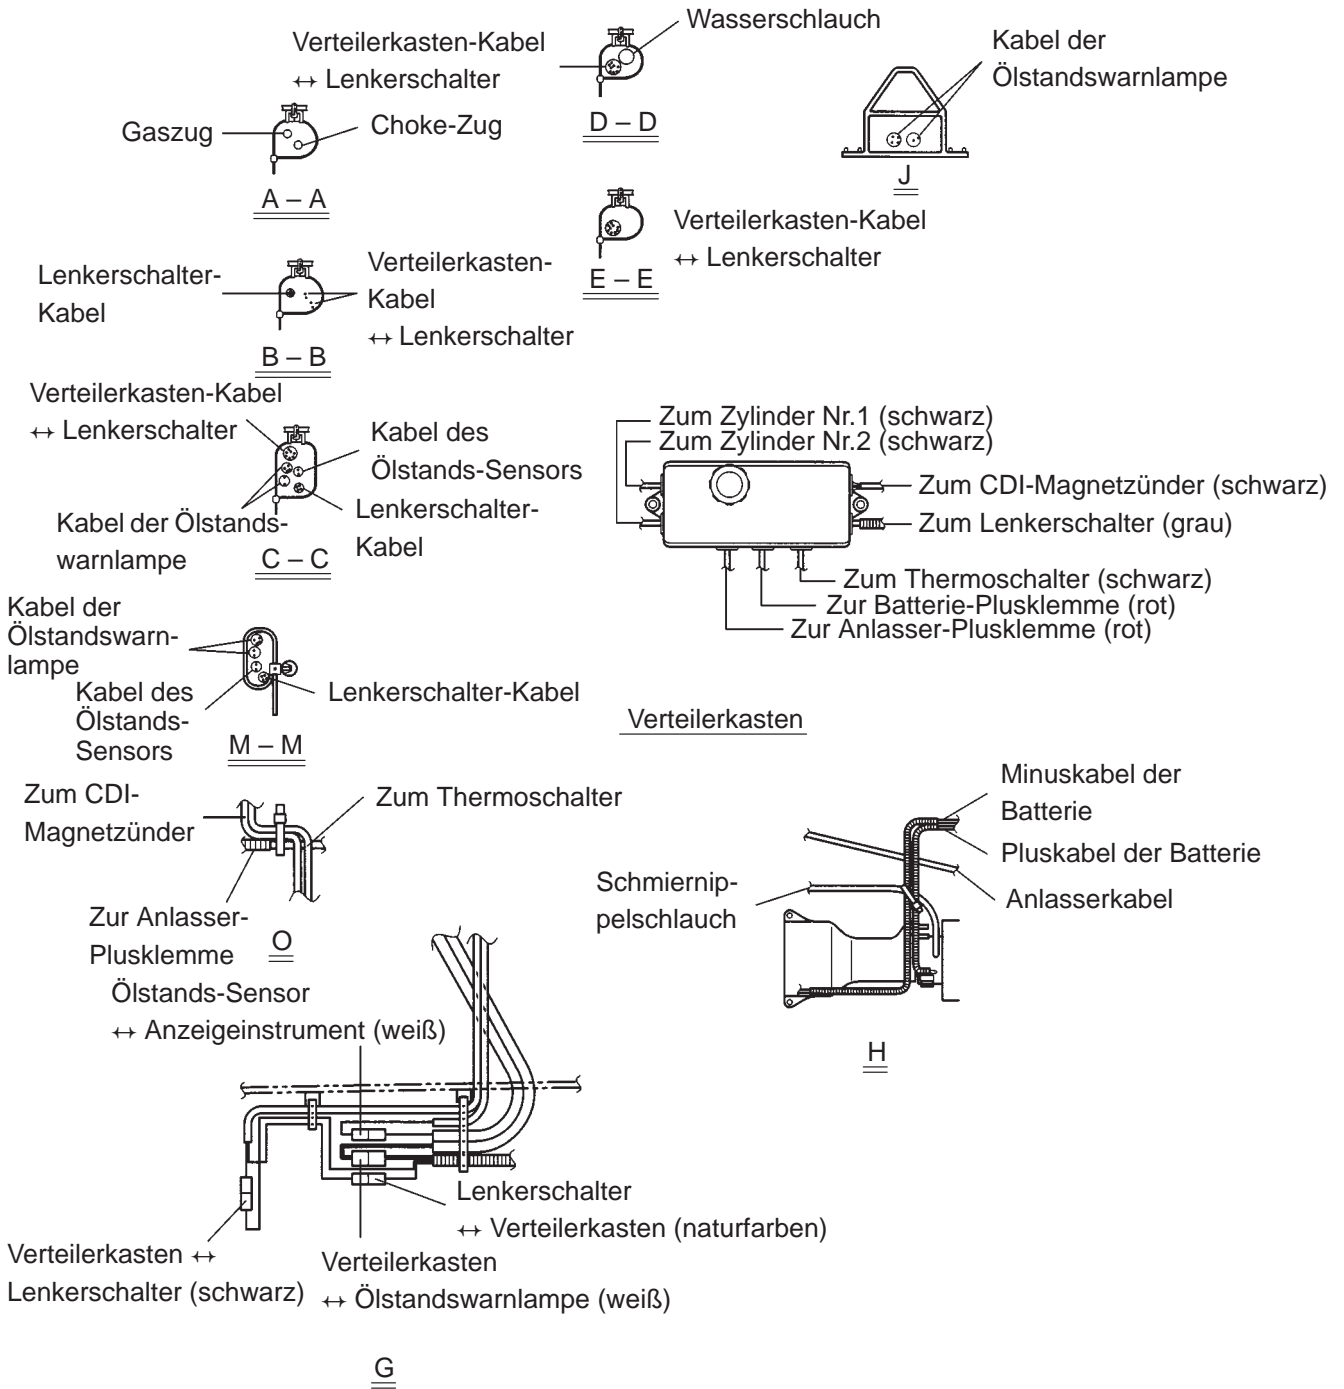 Verteilerkasten-Kabel
↔ Lenkerschalter
Wasserschlauch
D – D
Kabel der
Ölstandswarnlampe
J
Gaszug
Choke-Zug
A – A
Verteilerkasten-Kabel
↔ Lenkerschalter
E – E
Lenkerschalter-
Kabel
Verteilerkasten-
Kabel
↔ Lenkerschalter
B – B
Verteilerkasten-Kabel
↔ Lenkerschalter
Kabel des
Ölstands-Sensors
Kabel der Ölstands-
warnlampe
Lenkerschalter-
Kabel
C – C
Zum Zylinder Nr.1 (schwarz)
Zum Zylinder Nr.2 (schwarz)
Zum CDI-Magnetzünder (schwarz)
Zum Lenkerschalter (grau)
Zum Thermoschalter (schwarz)
Zur Batterie-Plusklemme (rot)
Zur Anlasser-Plusklemme (rot)
Verteilerkasten
Kabel der
Ölstandswarn-
lampe
Kabel des
Ölstands-
Sensors
Lenkerschalter-Kabel
M – M
Zum CDI-
Magnetzünder
Zum Thermoschalter
Zur Anlasser-
Plusklemme
O
Minuskabel der
Batterie
Pluskabel der Batterie
Anlasserkabel
Schmiernip-
pelschlauch
H
Ölstands-Sensor
↔ Anzeigeinstrument (weiß)
Lenkerschalter
↔ Verteilerkasten (naturfarben)
Verteilerkasten ↔
Lenkerschalter (schwarz)
Verteilerkasten
↔ Ölstandswarnlampe (weiß)
G